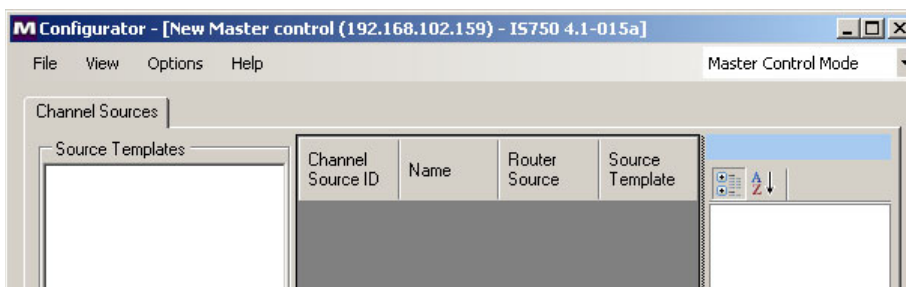 M Configurator - [New Master control (192.168.102.159) - IS750 4.1-015a]
File View Options Help Master Control Mode
Channel Sources
Source Templates
Channel Source ID Name Router Source Source Template
A Z